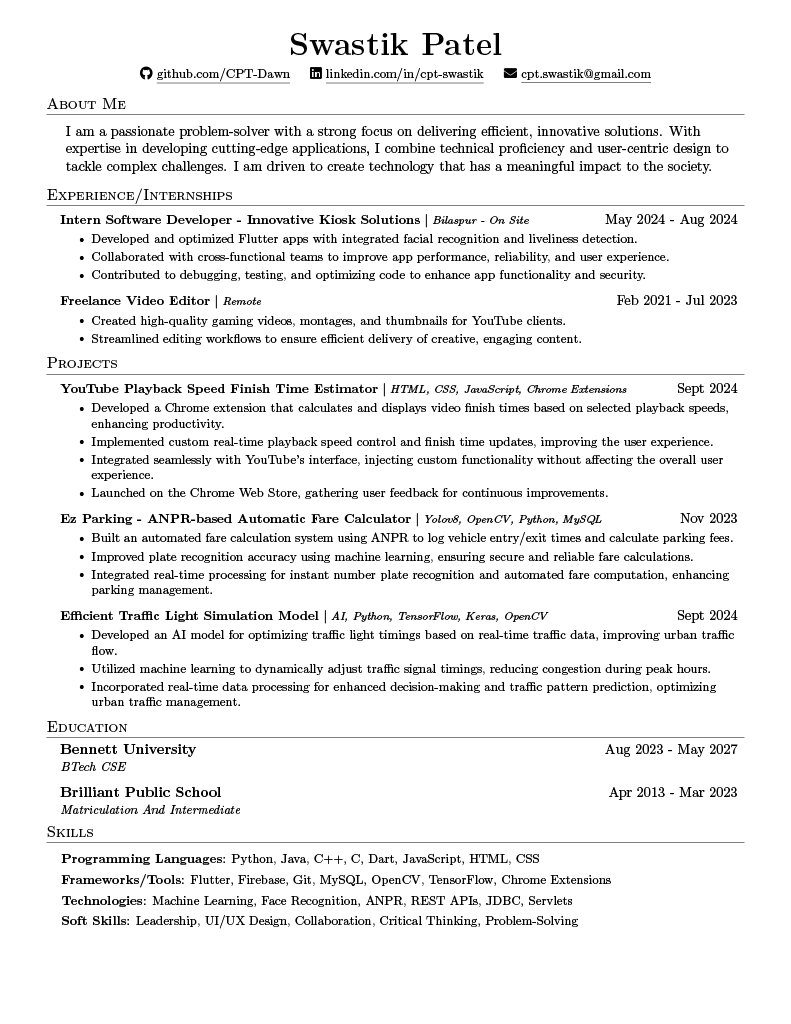 Swastik Patel
github.com/CPT-Dawn linkedin.com/in/cpt-swastik cpt.swastik@gmail.com
About Me
I am a passionate problem-solver with a strong focus on delivering efficient, innovative solutions. With
expertise in developing cutting-edge applications, I combine technical proficiency and user-centric design to
tackle complex challenges. I am driven to create technology that has a meaningful impact to the society.
Experience/Internships
Intern Software Developer - Innovative Kiosk Solutions | Bilaspur - On Site May 2024 - Aug 2024
• Developed and optimized Flutter apps with integrated facial recognition and liveliness detection.
• Collaborated with cross-functional teams to improve app performance, reliability, and user experience.
• Contributed to debugging, testing, and optimizing code to enhance app functionality and security.
Freelance Video Editor | Remote Feb 2021 - Jul 2023
• Created high-quality gaming videos, montages, and thumbnails for YouTube clients.
• Streamlined editing workflows to ensure efficient delivery of creative, engaging content.
Projects
YouTube Playback Speed Finish Time Estimator | HTML, CSS, JavaScript, Chrome Extensions Sept 2024
• Developed a Chrome extension that calculates and displays video finish times based on selected playback speeds,
enhancing productivity.
• Implemented custom real-time playback speed control and finish time updates, improving the user experience.
• Integrated seamlessly with YouTube's interface, injecting custom functionality without affecting the overall user
experience.
• Launched on the Chrome Web Store, gathering user feedback for continuous improvements.
Ez Parking - ANPR-based Automatic Fare Calculator | Yolov8, OpenCV, Python, MySQL Nov 2023
• Built an automated fare calculation system using ANPR to log vehicle entry/exit times and calculate parking fees.
• Improved plate recognition accuracy using machine learning, ensuring secure and reliable fare calculations.
• Integrated real-time processing for instant number plate recognition and automated fare computation, enhancing
parking management.
Efficient Traffic Light Simulation Model | AI, Python, TensorFlow, Keras, OpenCV Sept 2024
• Developed an AI model for optimizing traffic light timings based on real-time traffic data, improving urban traffic
flow.
• Utilized machine learning to dynamically adjust traffic signal timings, reducing congestion during peak hours.
• Incorporated real-time data processing for enhanced decision-making and traffic pattern prediction, optimizing
urban traffic management.
Education
Bennett University Aug 2023 - May 2027
BTech CSE
Brilliant Public School Apr 2013 - Mar 2023
Matriculation And Intermediate
Skills
Programming Languages: Python, Java, C++, C, Dart, JavaScript, HTML, CSS
Frameworks/Tools: Flutter, Firebase, Git, MySQL, OpenCV, TensorFlow, Chrome Extensions
Technologies: Machine Learning, Face Recognition, ANPR, REST APIs, JDBC, Servlets
Soft Skills: Leadership, UI/UX Design, Collaboration, Critical Thinking, Problem-Solving